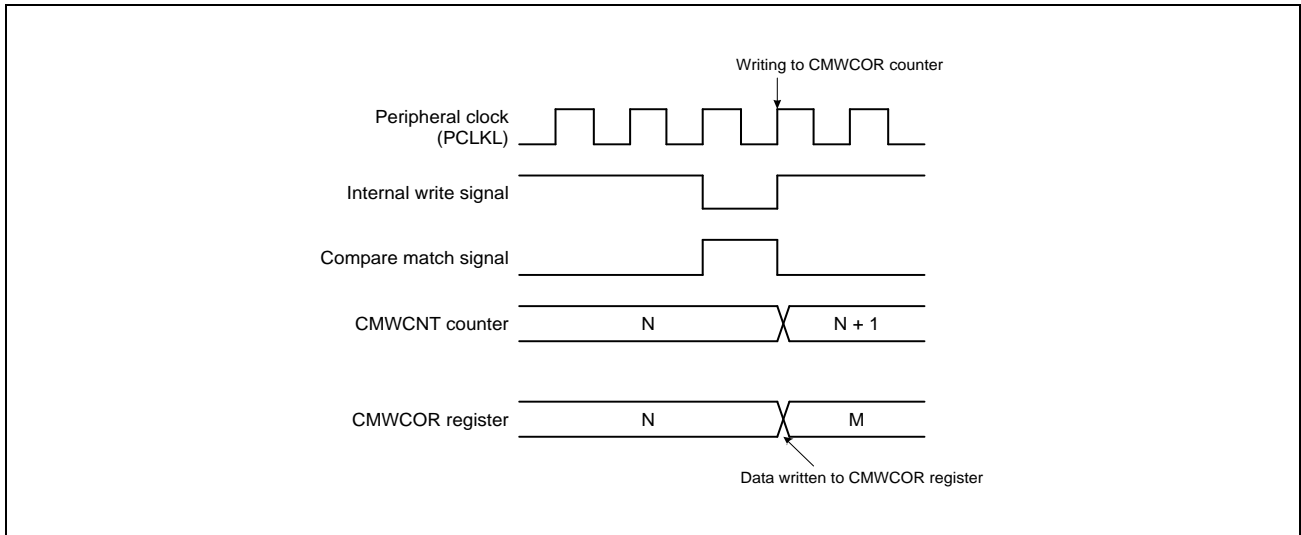 Writing to CMWCOR counter
Peripheral clock
(PCLKL)
Internal write signal
Compare match signal
CMWCNT counter
N
N + 1
CMWCOR register
N
M
Data written to CMWCOR register